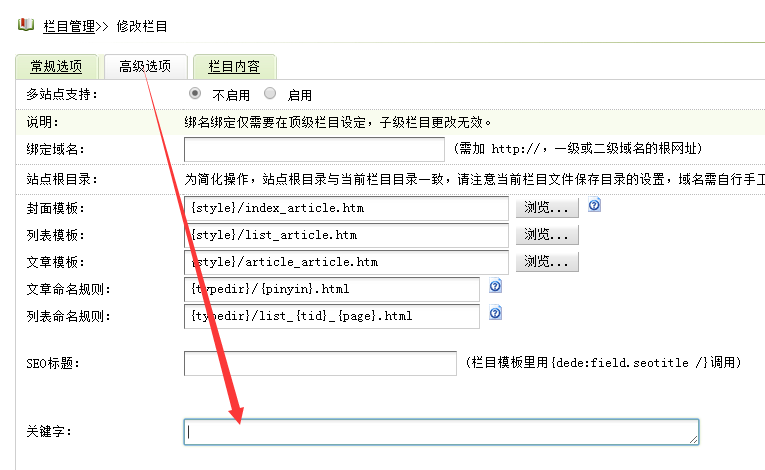 栏目管理>> 修改栏目
常规选项 高级选项 栏目内容
多站点支持: 不启用 启用
说明: 绑名绑定仅需要在顶级栏目设定，子级栏目更改无效。
绑定域名: (需加 http://，一级或二级域名的根网址)
站点根目录: 为简化操作，站点根目录与当前栏目目录一致，请注意当前栏目文件保存目录的设置，域名需自行手工
封面模板: {style}/index_article.htm 浏览...
列表模板: {style}/list_article.htm 浏览...
文章模板: {style}/article_article.htm 浏览...
文章命名规则: {typedir}/{pinyin}.html
列表命名规则: {typedir}/list_{tid}_{page}.html
SEO标题: (栏目模板里用{dede:field.seotitle /}调用)
关键字: